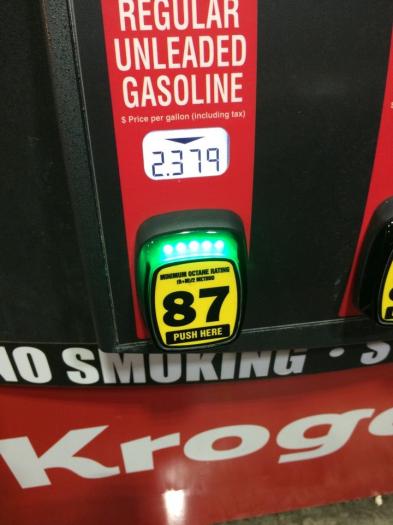 REGULAR
UNLEADED
GASOLINE
$ Price per gallon (including tax)
2.379
MINIMUM OCTANE RATING
(R+M)/2 METHOD
87
PUSH HERE
NO SMOKING • S
Kroge